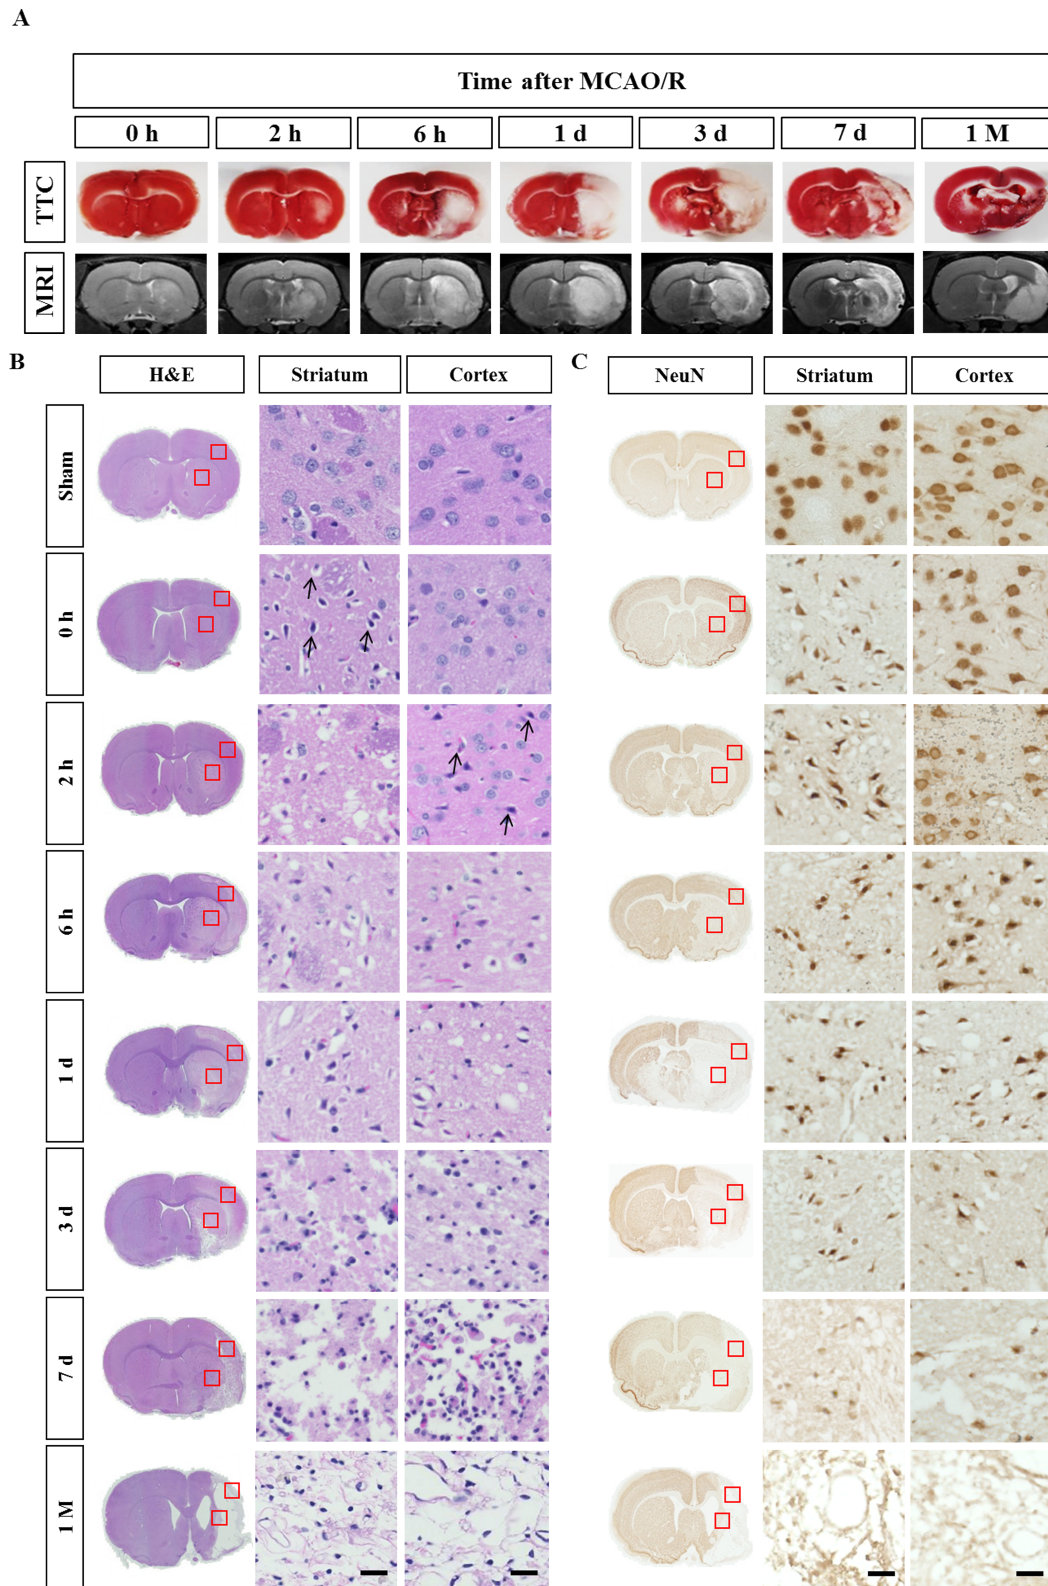 A
Time after MCAO/R
0 h 2 h 6 h 1 d 3 d 7 d 1 M
TTC
MRI
B
H&E Striatum Cortex
C
NeuN Striatum Cortex
Sham
0 h
2 h
6 h
1 d
3 d
7 d
1 M